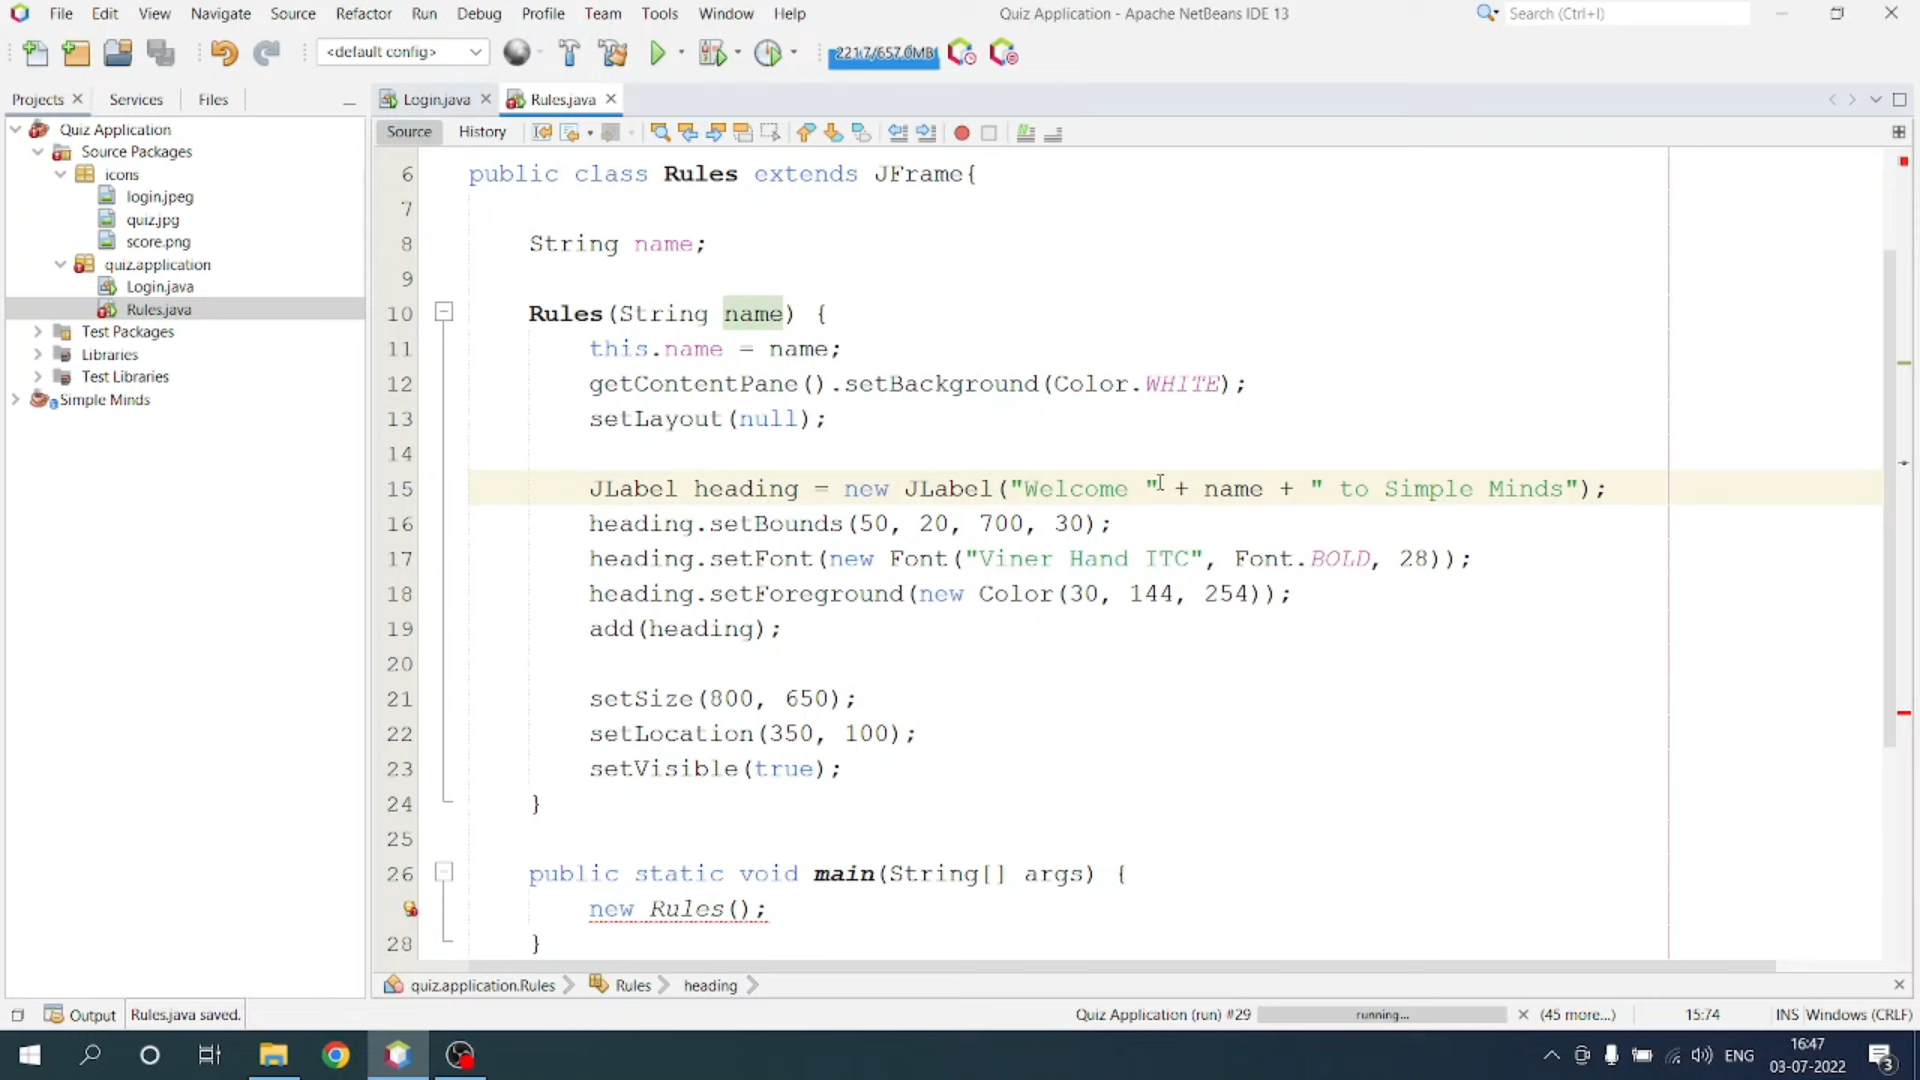 File Edit View Navigate Source Refactor Run Debug Profile Team Tools Window Help Quiz Application - Apache NetBeans IDE 13 Search (Ctrl+I)
<default config> 221.7/657.0MB
Projects Services Files Login.java Rules.java
Source History
Quiz Application
Source Packages
icons
login.jpeg
quiz.jpg
score.png
quiz.application
Login.java
Rules.java
Test Packages
Libraries
Test Libraries
Simple Minds
6 public class Rules extends JFrame{
7
8 String name;
9
10 Rules(String name) {
11 this.name = name;
12 getContentPane().setBackground(Color.WHITE);
13 setLayout(null);
14
15 JLabel heading = new JLabel("Welcome " + name + " to Simple Minds");
16 heading.setBounds(50, 20, 700, 30);
17 heading.setFont(new Font("Viner Hand ITC", Font.BOLD, 28));
18 heading.setForeground(new Color(30, 144, 254));
19 add(heading);
20
21 setSize(800, 650);
22 setLocation(350, 100);
23 setVisible(true);
24 }
25
26 public static void main(String[] args) {
new Rules();
28 }
quiz.application.Rules Rules heading
Output Rules.java saved. Quiz Application (run) #29 running... (45 more...) 15:74 INS Windows (CRLF)
ENG 16:47
03-07-2022 3